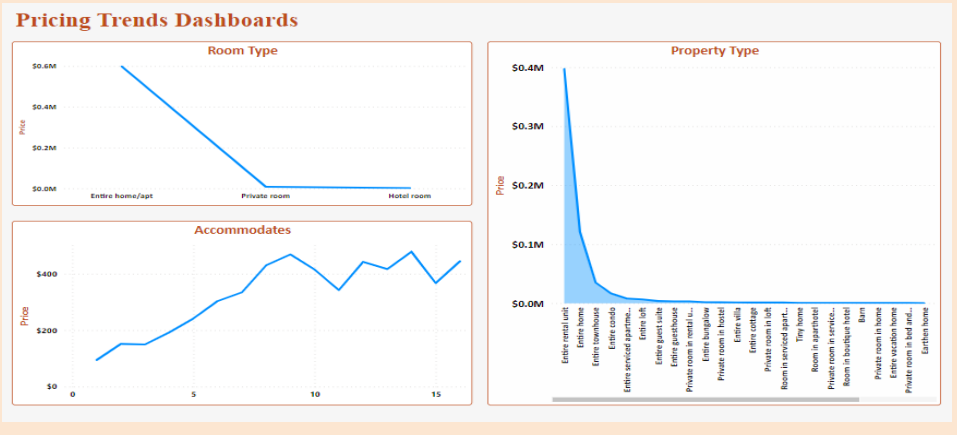 Pricing Trends Dashboards
Room Type
$0.6M
$0.4M
$0.2M
$0.0M
Price
Entire home/apt
Private room
Hotel room
Accommodates
$400
$200
$0
Price
0
5
10
15
Property Type
$0.4M
$0.3M
$0.2M
$0.1M
$0.0M
Price
Entire rental unit
Entire home
Entire townhouse
Entire condo
Entire serviced apartme...
Entire loft
Entire guest suite
Entire guesthouse
Private room in rental u...
Entire bungalow
Private room in hostel
Entire villa
Entire cottage
Private room in loft
Room in serviced apart...
Tiny home
Room in aparthotel
Private room in service...
Room in boutique hotel
Barn
Private room in home
Entire vacation home
Private room in bed and...
Earthen home